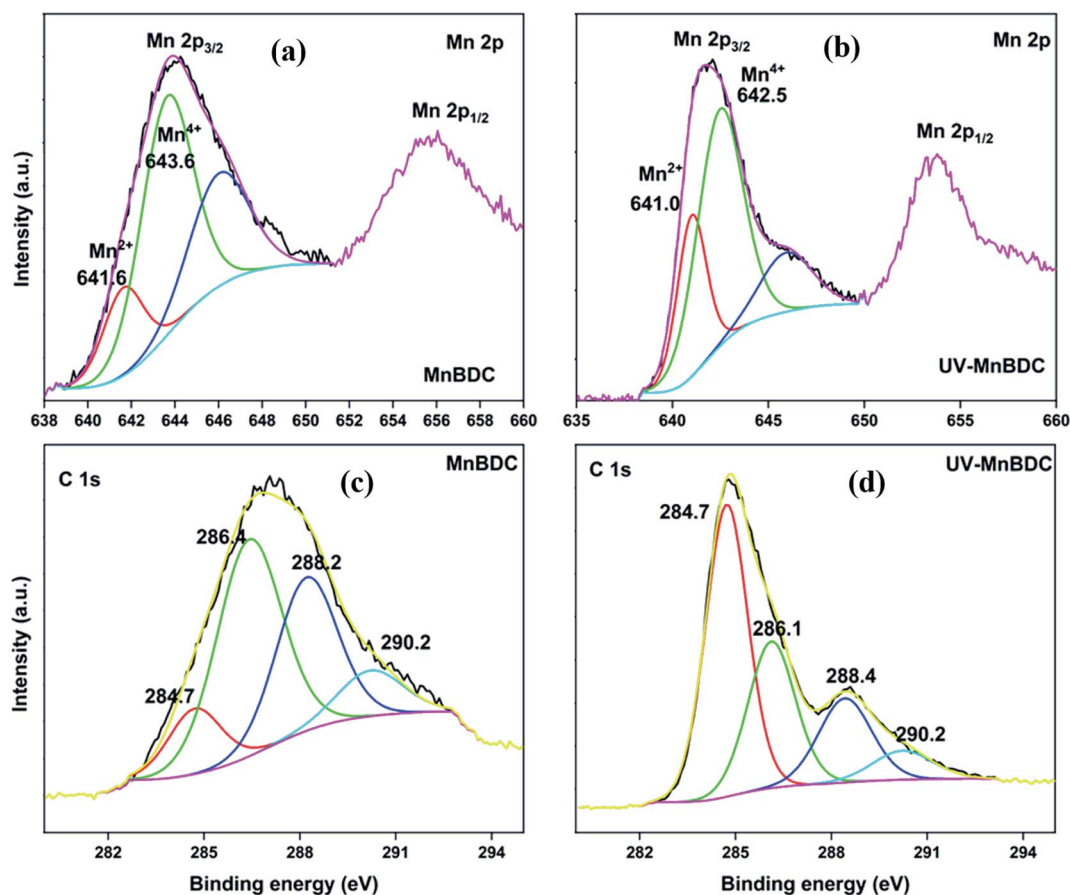 (a)
Mn 2p
Mn 2p3/2
Mn4+
643.6
Mn2+
641.6
Mn 2p1/2
MnBDC
Intensity (a.u.)
638 640 642 644 646 648 650 652 654 656 658 660
(b)
Mn 2p
Mn 2p3/2
Mn4+
642.5
Mn2+
641.0
Mn 2p1/2
UV-MnBDC
635 640 645 650 655 660
C 1s
(c)
MnBDC
286.4
288.2
290.2
284.7
Intensity (a.u.)
282 285 288 291 294
Binding energy (eV)
C 1s
(d)
UV-MnBDC
284.7
286.1
288.4
290.2
282 285 288 291 294
Binding energy (eV)